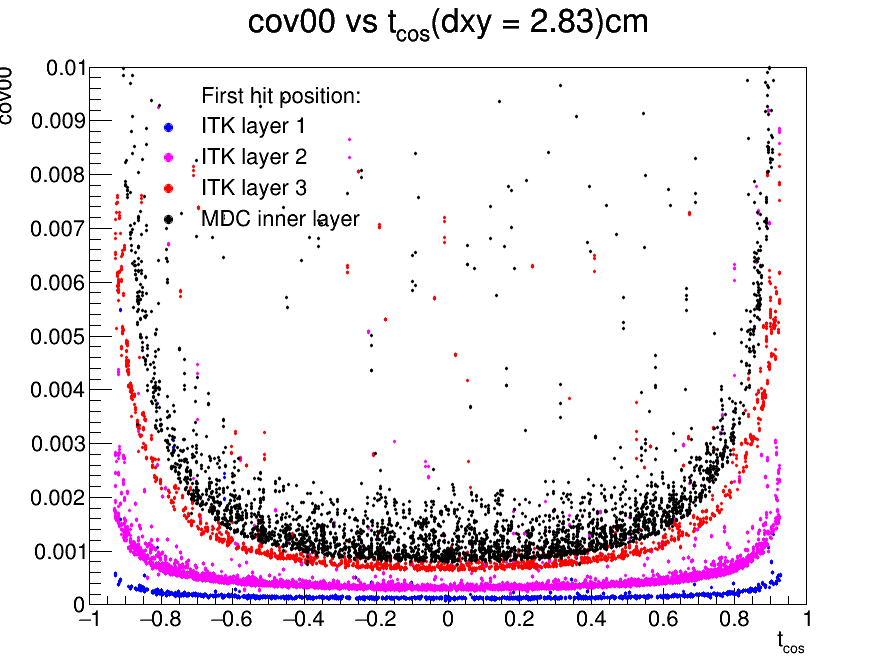 cov00 vs t_cos(dxy = 2.83)cm
cov00
0.01
0.009
0.008
0.007
0.006
0.005
0.004
0.003
0.002
0.001
0
First hit position:
ITK layer 1
ITK layer 2
ITK layer 3
MDC inner layer
−1 −0.8 −0.6 −0.4 −0.2 0 0.2 0.4 0.6 0.8 1
t_cos